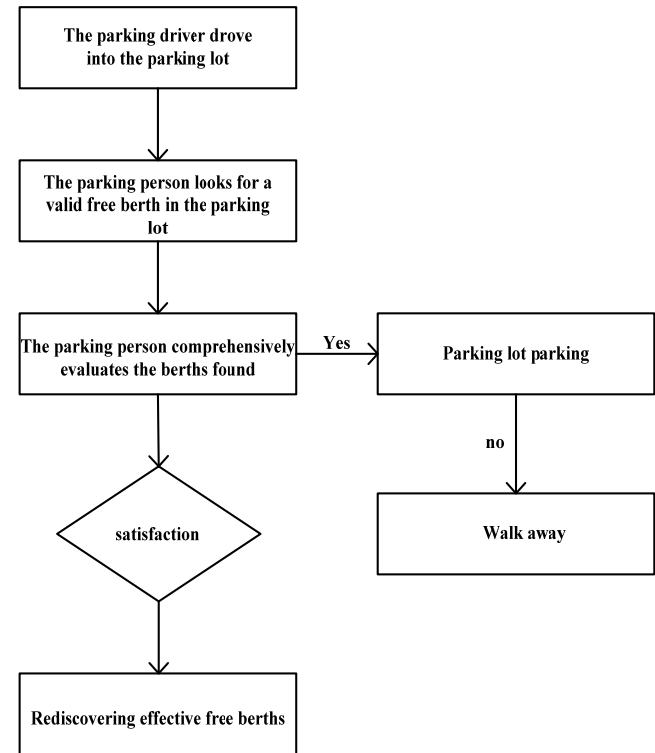 The parking driver drove
into the parking lot
The parking person looks for a
valid free berth in the parking
lot
The parking person comprehensively
evaluates the berths found
Yes
Parking lot parking
no
Walk away
satisfaction
Rediscovering effective free berths